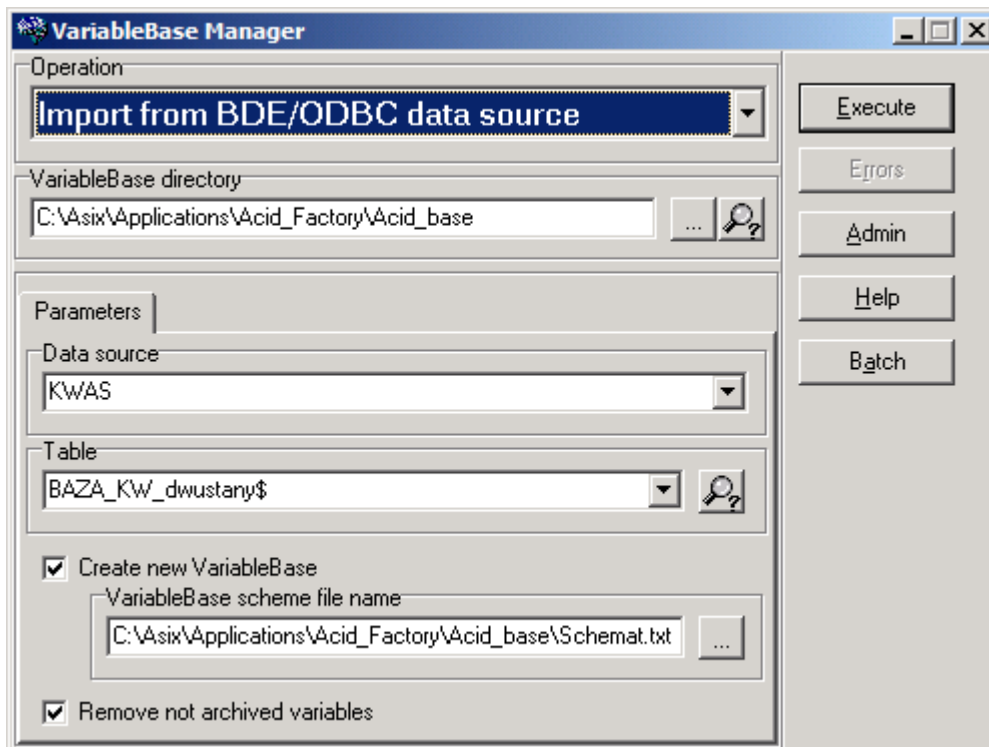 VariableBase Manager
Operation
Import from BDE/ODBC data source
VariableBase directory
C:\Asix\Applications\Acid_Factory\Acid_base
...
Parameters
Data source
KWAS
Table
BAZA_KW_dwustany$
Create new VariableBase
VariableBase scheme file name
C:\Asix\Applications\Acid_Factory\Acid_base\Schemat.txt
...
Remove not archived variables
Execute
Errors
Admin
Help
Batch